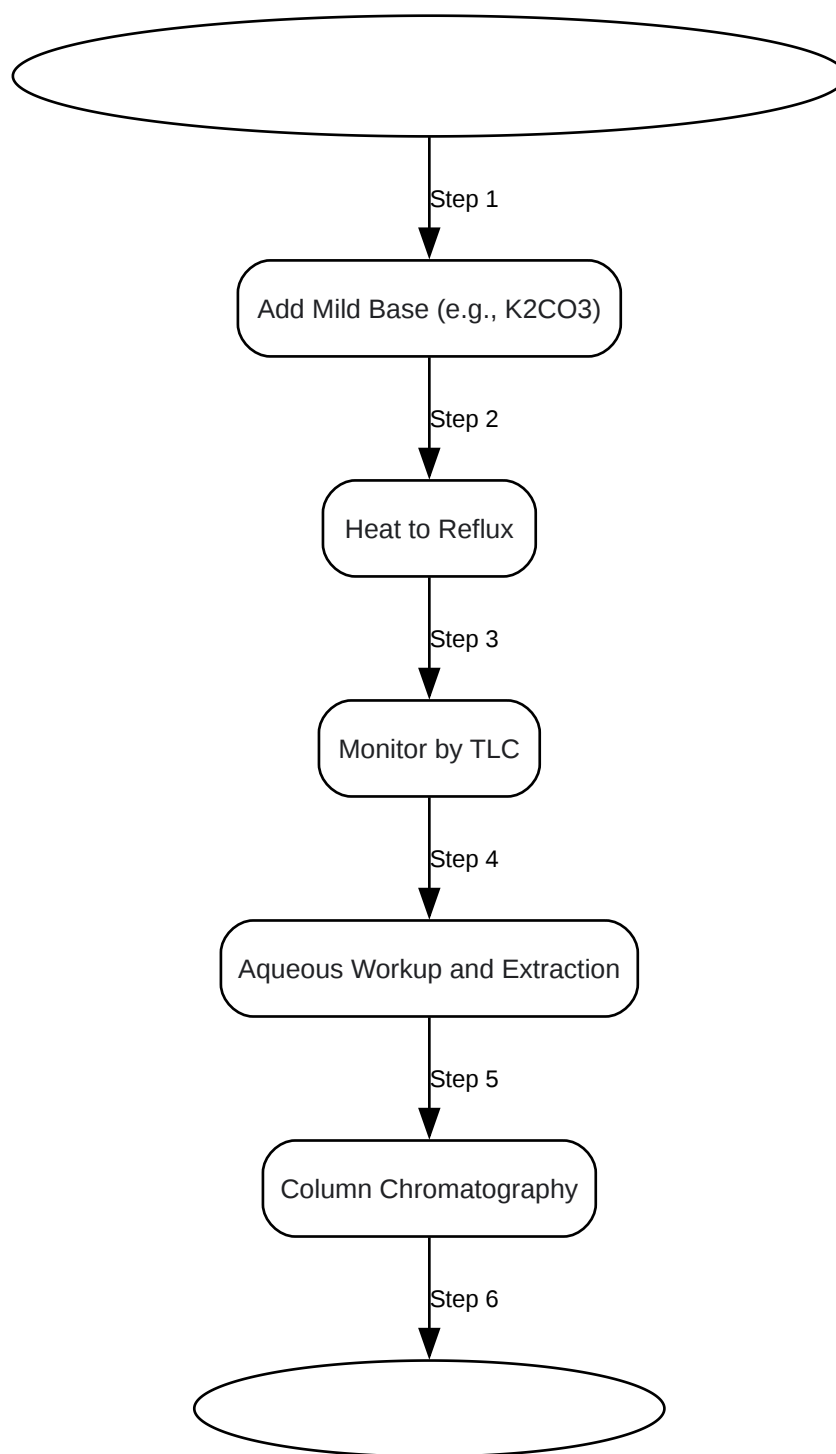 Step 1
Add Mild Base (e.g., K2CO3)
Step 2
Heat to Reflux
Step 3
Monitor by TLC
Step 4
Aqueous Workup and Extraction
Step 5
Column Chromatography
Step 6